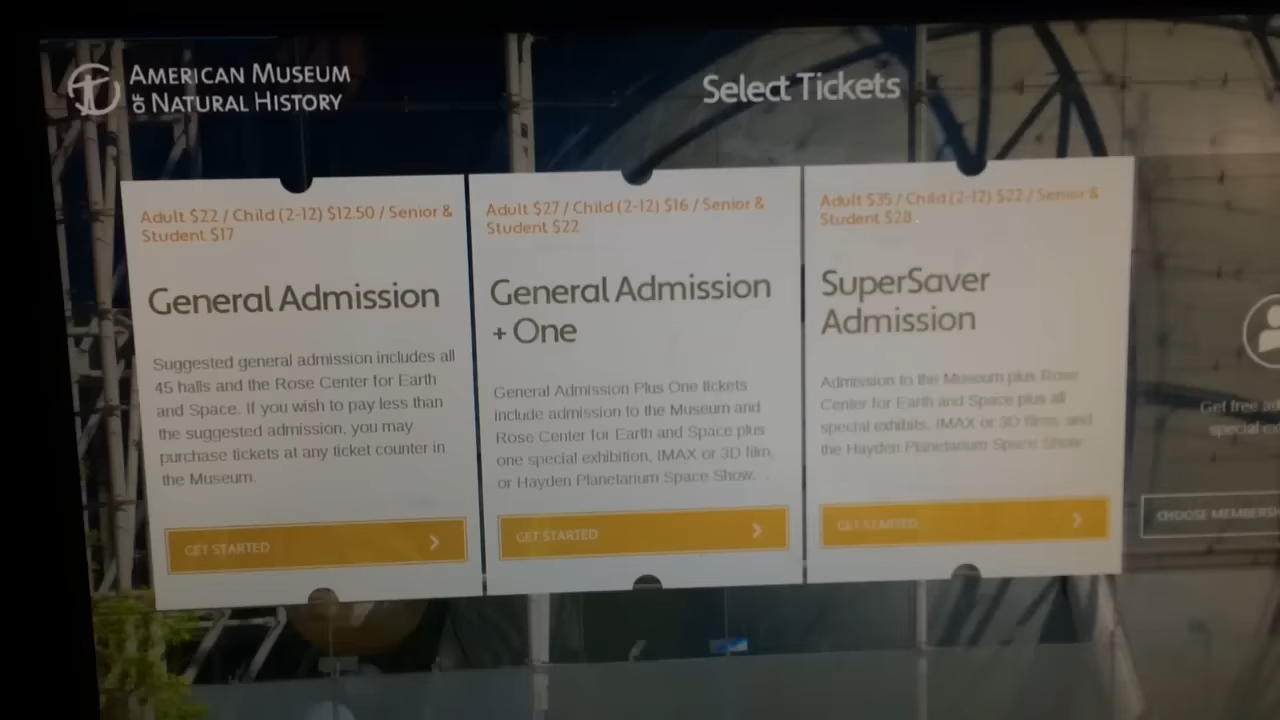 AMERICAN MUSEUM
OF NATURAL HISTORY
Select Tickets
Adult $22 / Child (2-12) $12.50 / Senior &
Student $17
General Admission
Suggested general admission includes all
45 halls and the Rose Center for Earth
and Space. If you wish to pay less than
the suggested admission, you may
purchase tickets at any ticket counter in
the Museum.
GET STARTED
Adult $27 / Child (2-12) $16 / Senior &
Student $22
General Admission
+ One
General Admission Plus One tickets
include admission to the Museum and
Rose Center for Earth and Space plus
one special exhibition, IMAX or 3D film,
or Hayden Planetarium Space Show.
GET STARTED
Adult $35 / Child (2-12) $22 / Senior &
Student $28
SuperSaver
Admission
Admission to the Museum plus Rose
Center for Earth and Space plus all
special exhibits, IMAX or 3D films, and
the Hayden Planetarium Space Show
GET STARTED
Get free
special
CHOOSE